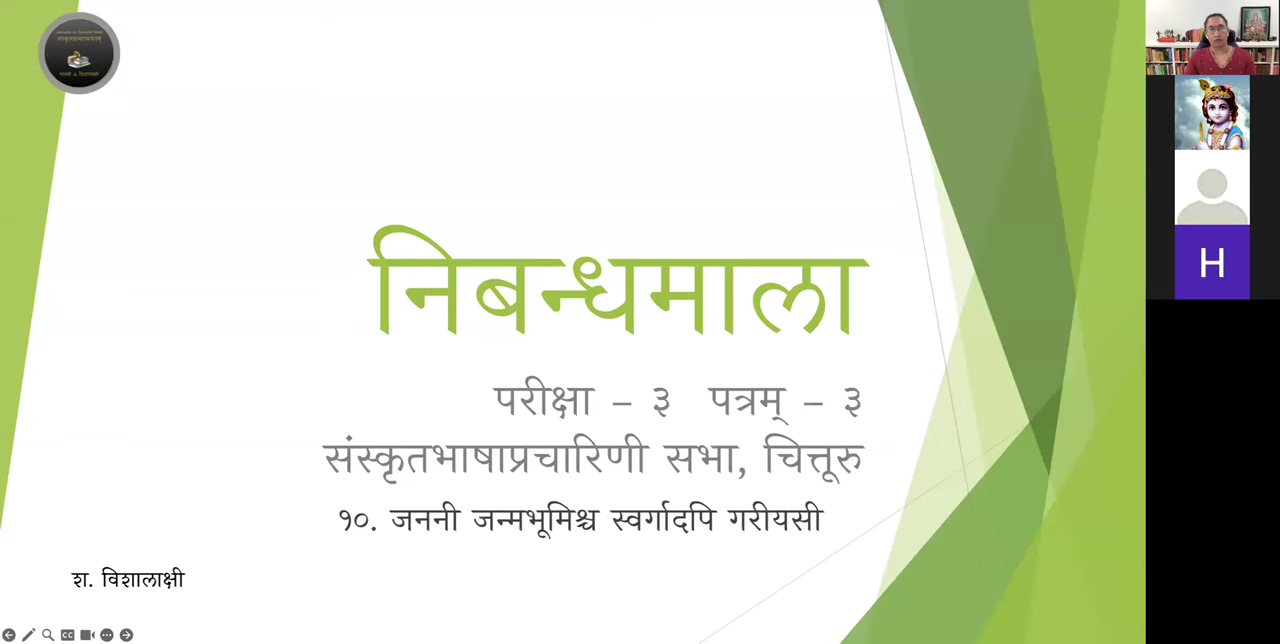 निबन्धमाला
परीक्षा – ३ पत्रम् – ३
संस्कृतभाषाप्रचारिणी सभा, चित्तूरु
१०. जननी जन्मभूमिश्च स्वर्गादपि गरीयसी
श. विशालाक्षी
H